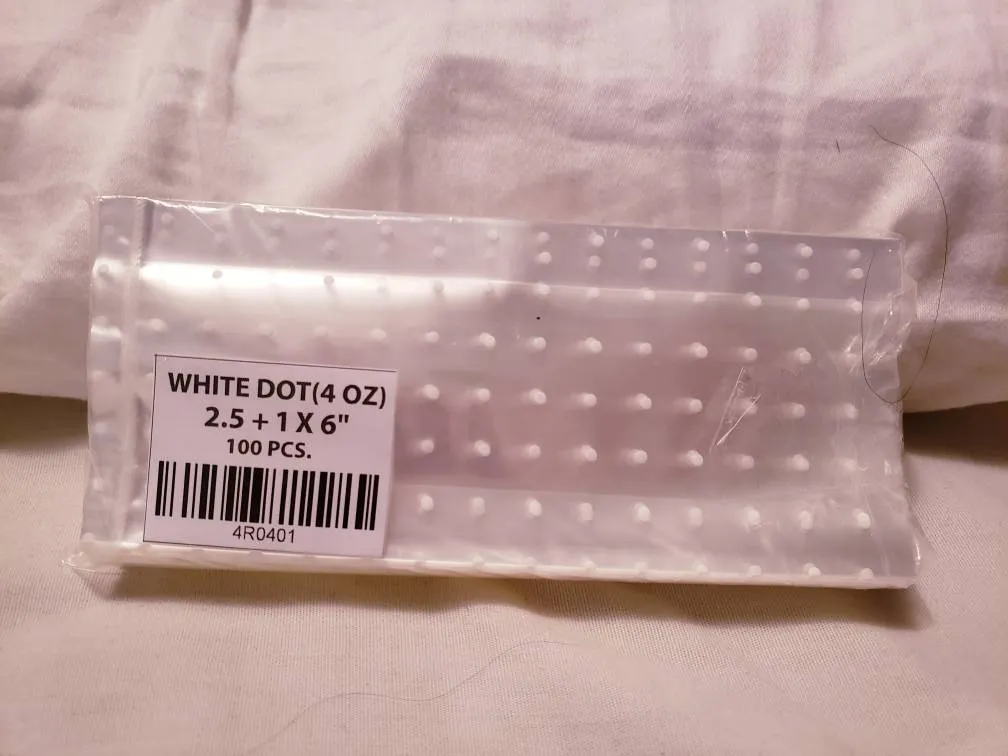 WHITE DOT(4 OZ)
2.5 + 1 X 6"
100 PCS.
4R0401